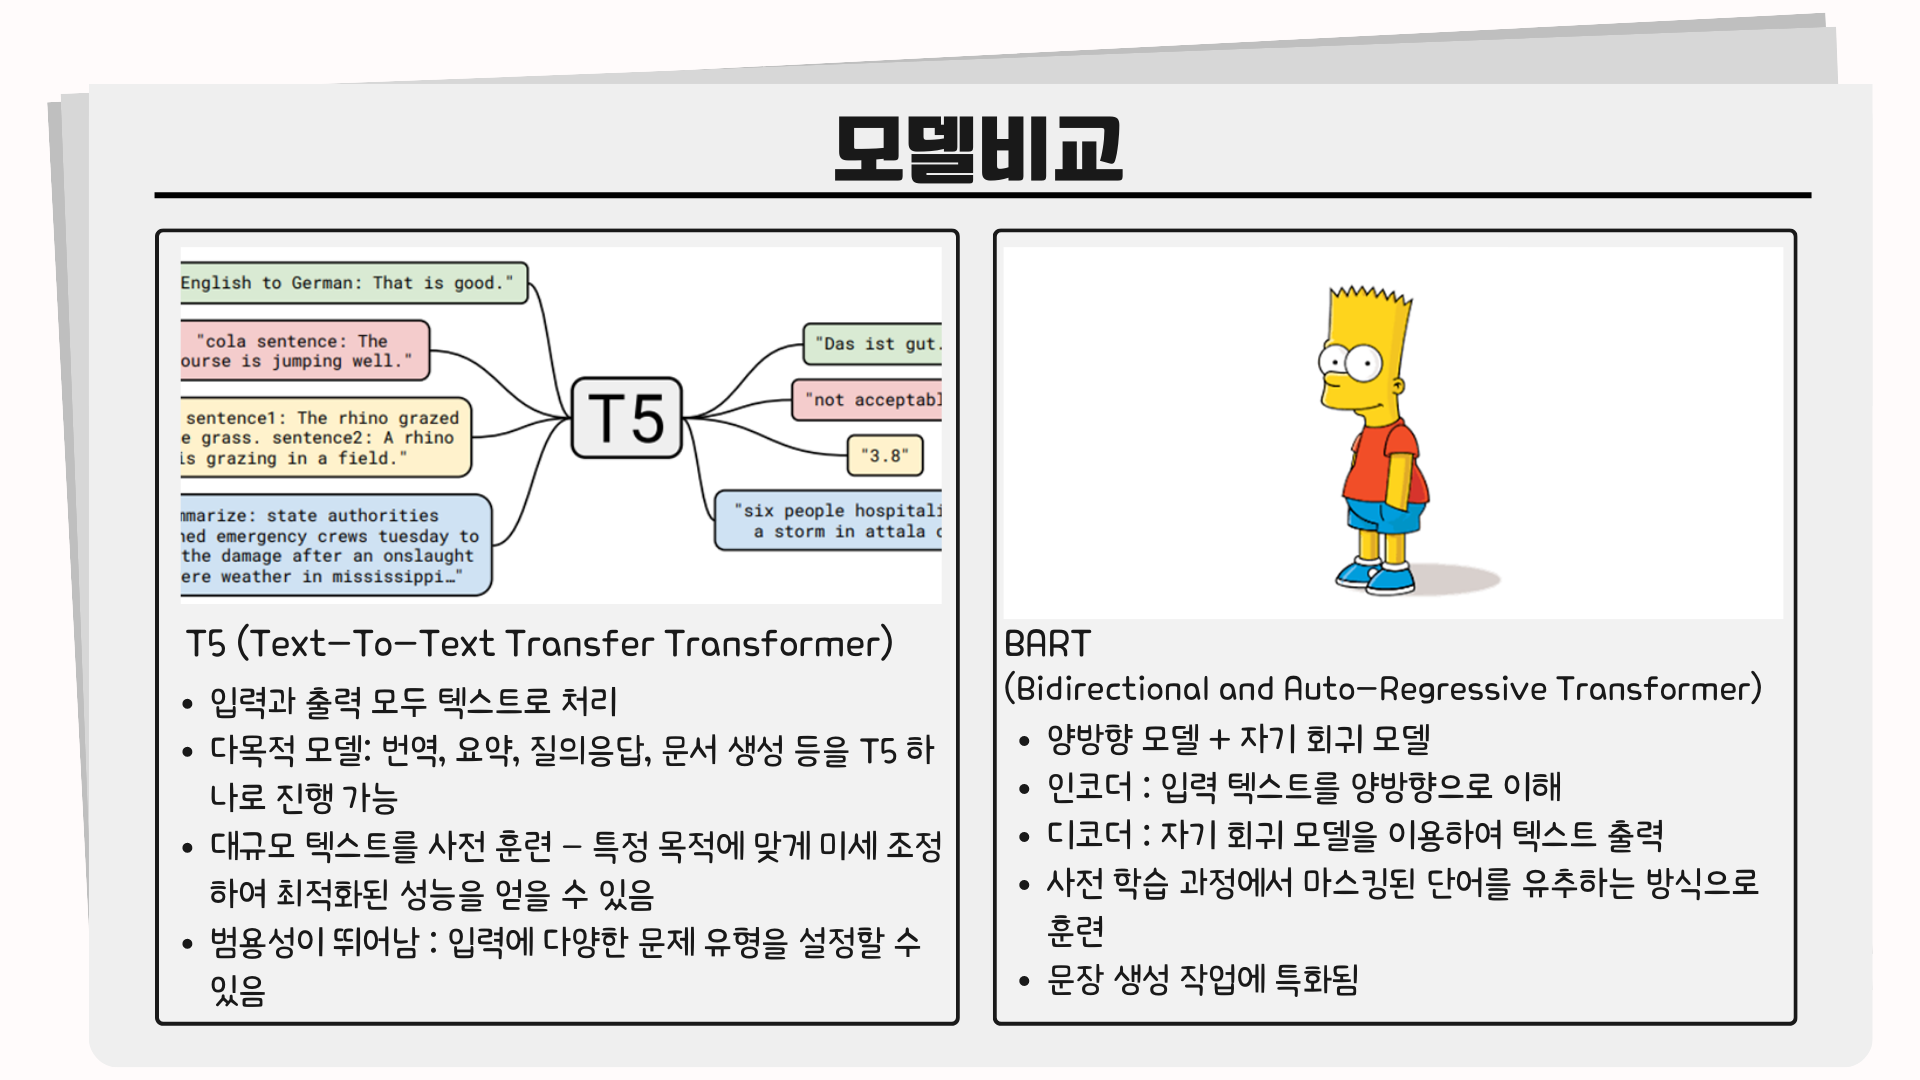 모델비교
English to German: That is good."
"cola sentence: The
ourse is jumping well."
sentence1: The rhino grazed
e grass. sentence2: A rhino
is grazing in a field."
mmarize: state authorities
hed emergency crews tuesday to
the damage after an onslaught
ere weather in mississippi…"
T5
"Das ist gut.
"not acceptabl
"3.8"
"six people hospitali
a storm in attala c
T5 (Text-To-Text Transfer Transformer)
• 입력과 출력 모두 텍스트로 처리
• 다목적 모델: 번역, 요약, 질의응답, 문서 생성 등을 T5 하
나로 진행 가능
• 대규모 텍스트를 사전 훈련 - 특정 목적에 맞게 미세 조정
하여 최적화된 성능을 얻을 수 있음
• 범용성이 뛰어남 : 입력에 다양한 문제 유형을 설정할 수
있음
BART
(Bidirectional and Auto-Regressive Transformer)
• 양방향 모델 + 자기 회귀 모델
• 인코더 : 입력 텍스트를 양방향으로 이해
• 디코더 : 자기 회귀 모델을 이용하여 텍스트 출력
• 사전 학습 과정에서 마스킹된 단어를 유추하는 방식으로
훈련
• 문장 생성 작업에 특화됨